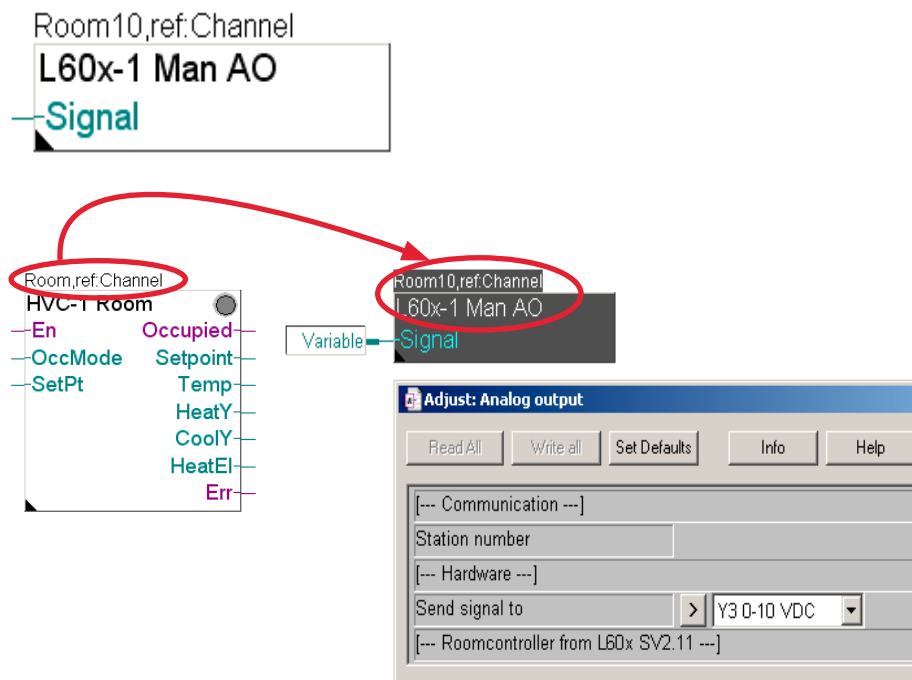 Room10,ref:Channel
L60x-1 Man AO
Signal
Room,ref:Channel
HVC-1 Room
En Occupied
OccMode Setpoint
SetPt Temp
HeatY
CoolY
HeatEl
Err
Variable
Room10,ref:Channel
L60x-1 Man AO
Signal
Adjust: Analog output
Read All Write all Set Defaults Info Help
[--- Communication ---]
Station number
[--- Hardware ---]
Send signal to > Y3 0-10 VDC
[--- Roomcontroller from L60x SV2.11 ---]